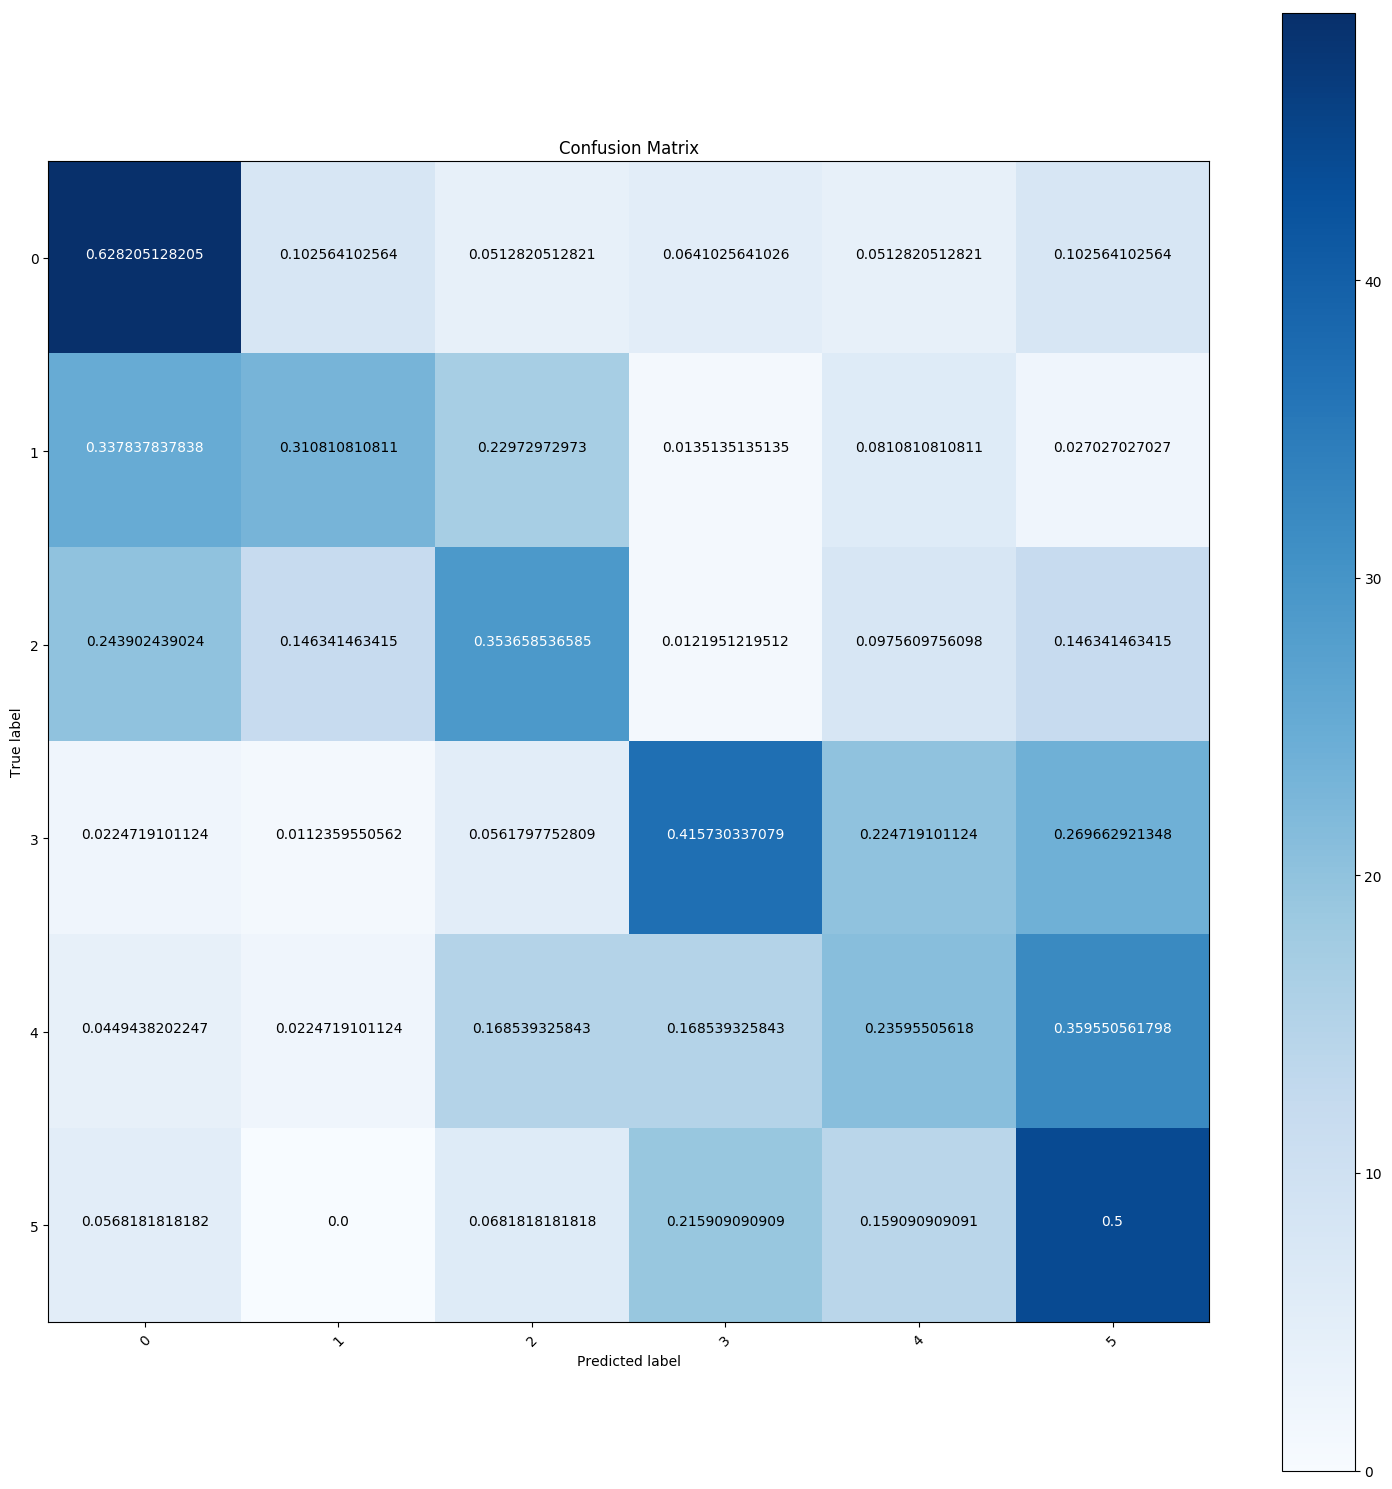 Confusion Matrix
0 0.628205128205 0.102564102564 0.0512820512821 0.0641025641026 0.0512820512821 0.102564102564
1 0.337837837838 0.310810810811 0.22972972973 0.0135135135135 0.0810810810811 0.027027027027
2 0.243902439024 0.146341463415 0.353658536585 0.0121951219512 0.0975609756098 0.146341463415
3 0.0224719101124 0.0112359550562 0.0561797752809 0.415730337079 0.224719101124 0.269662921348
4 0.0449438202247 0.0224719101124 0.168539325843 0.168539325843 0.23595505618 0.359550561798
5 0.0568181818182 0.0 0.0681818181818 0.215909090909 0.159090909091 0.5
True label
0 1 2 3 4 5
Predicted label
40
30
20
10
0